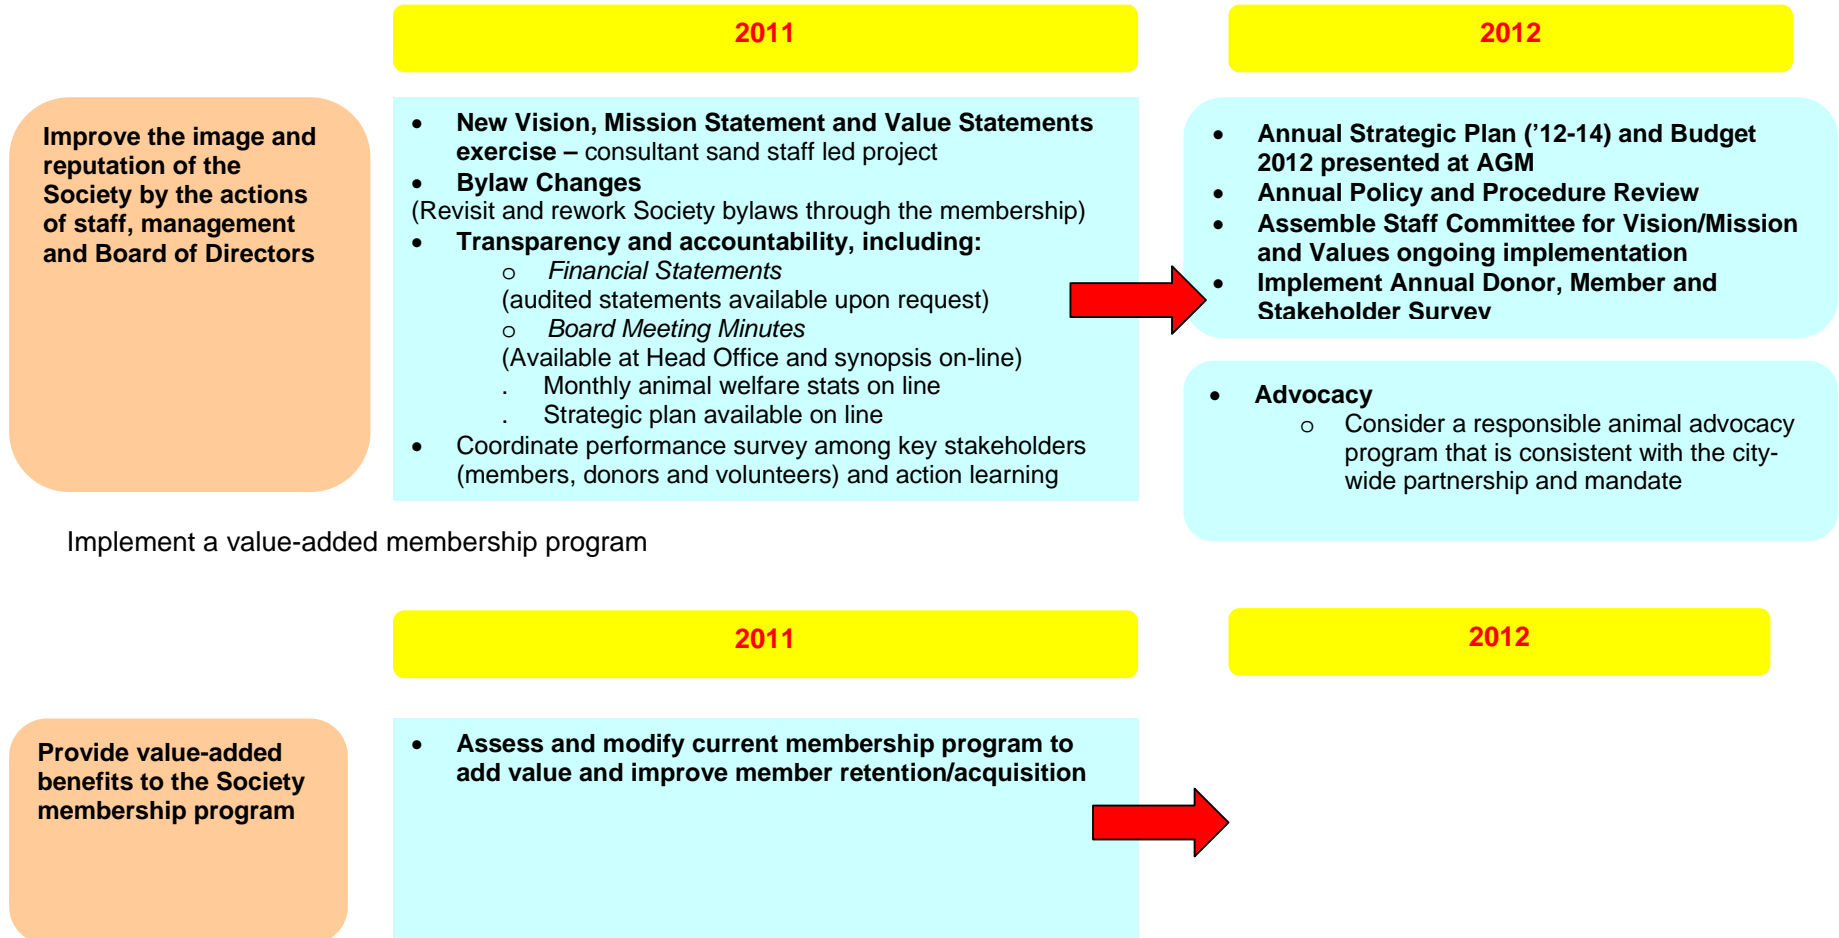 2011
2012
Improve the image and
reputation of the
Society by the actions
of staff, management
and Board of Directors
• New Vision, Mission Statement and Value Statements
exercise – consultant sand staff led project
• Bylaw Changes
(Revisit and rework Society bylaws through the membership)
• Transparency and accountability, including:
o Financial Statements
(audited statements available upon request)
o Board Meeting Minutes
(Available at Head Office and synopsis on-line)
. Monthly animal welfare stats on line
. Strategic plan available on line
• Coordinate performance survey among key stakeholders
(members, donors and volunteers) and action learning
• Annual Strategic Plan (’12-14) and Budget
2012 presented at AGM
• Annual Policy and Procedure Review
• Assemble Staff Committee for Vision/Mission
and Values ongoing implementation
• Implement Annual Donor, Member and
Stakeholder Survey
• Advocacy
o Consider a responsible animal advocacy
program that is consistent with the city-
wide partnership and mandate
Implement a value-added membership program
2011
2012
Provide value-added
benefits to the Society
membership program
• Assess and modify current membership program to
add value and improve member retention/acquisition